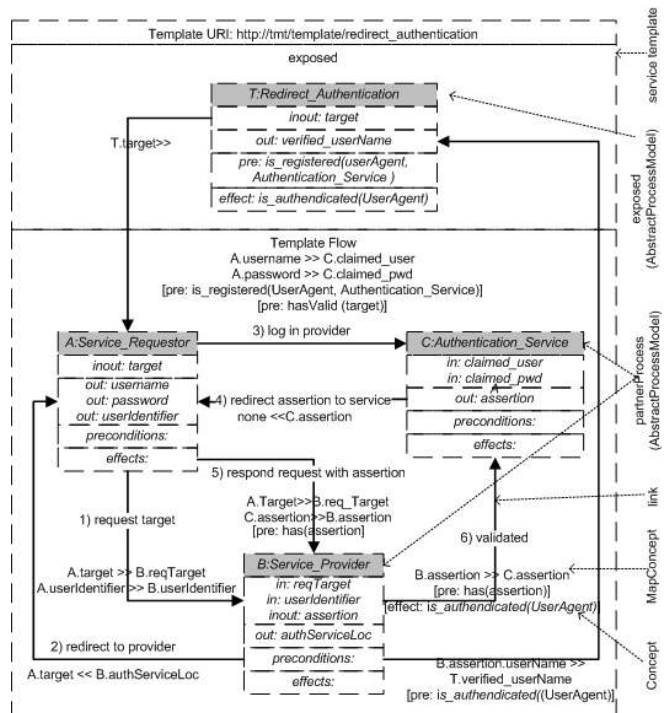 Template URI: http://tmt/template/redirect_authentication
exposed
T:Redirect_Authentication
inout: target
out: verified_userName
pre: is_registered(userAgent,
Authentication_Service )
effect: is_authendicated(UserAgent)
T.target>>
Template Flow
A.username >> C.claimed_user
A.password >> C.claimed_pwd
[pre: is_registered(UserAgent, Authentication_Service)]
[pre: hasValid (target)]
3) log in provider
A:Service_Requestor
inout: target
out: username
out: password
out: userIdentifier
preconditions:
effects:
C:Authentication_Service
in: claimed_user
in: claimed_pwd
out: assertion
preconditions:
effects:
4) redirect assertion to service
none <<C.assertion
5) respond request with assertion
A.Target>>B.req_Target
C.assertion>>B.assertion
[pre: has(assertion]
1) request target
A.target >> B.reqTarget
A.userIdentifier >> B.userIdentifier
6) validated
B.assertion >> C.assertion
[pre: has(assertion)]
[effect: is_authendicated(UserAgent)]
B:Service_Provider
in: reqTarget
in: userIdentifier
inout: assertion
out: authServiceLoc
preconditions:
effects:
2) redirect to provider
A.target << B.authServiceLoc
B.assertion.userName >>
T.verified_userName
[pre: is_authendicated((UserAgent)]
service template
exposed
(AbstractProcessModel)
partnerProcess
(AbstractProcessModel)
link
MapConcept
Concept